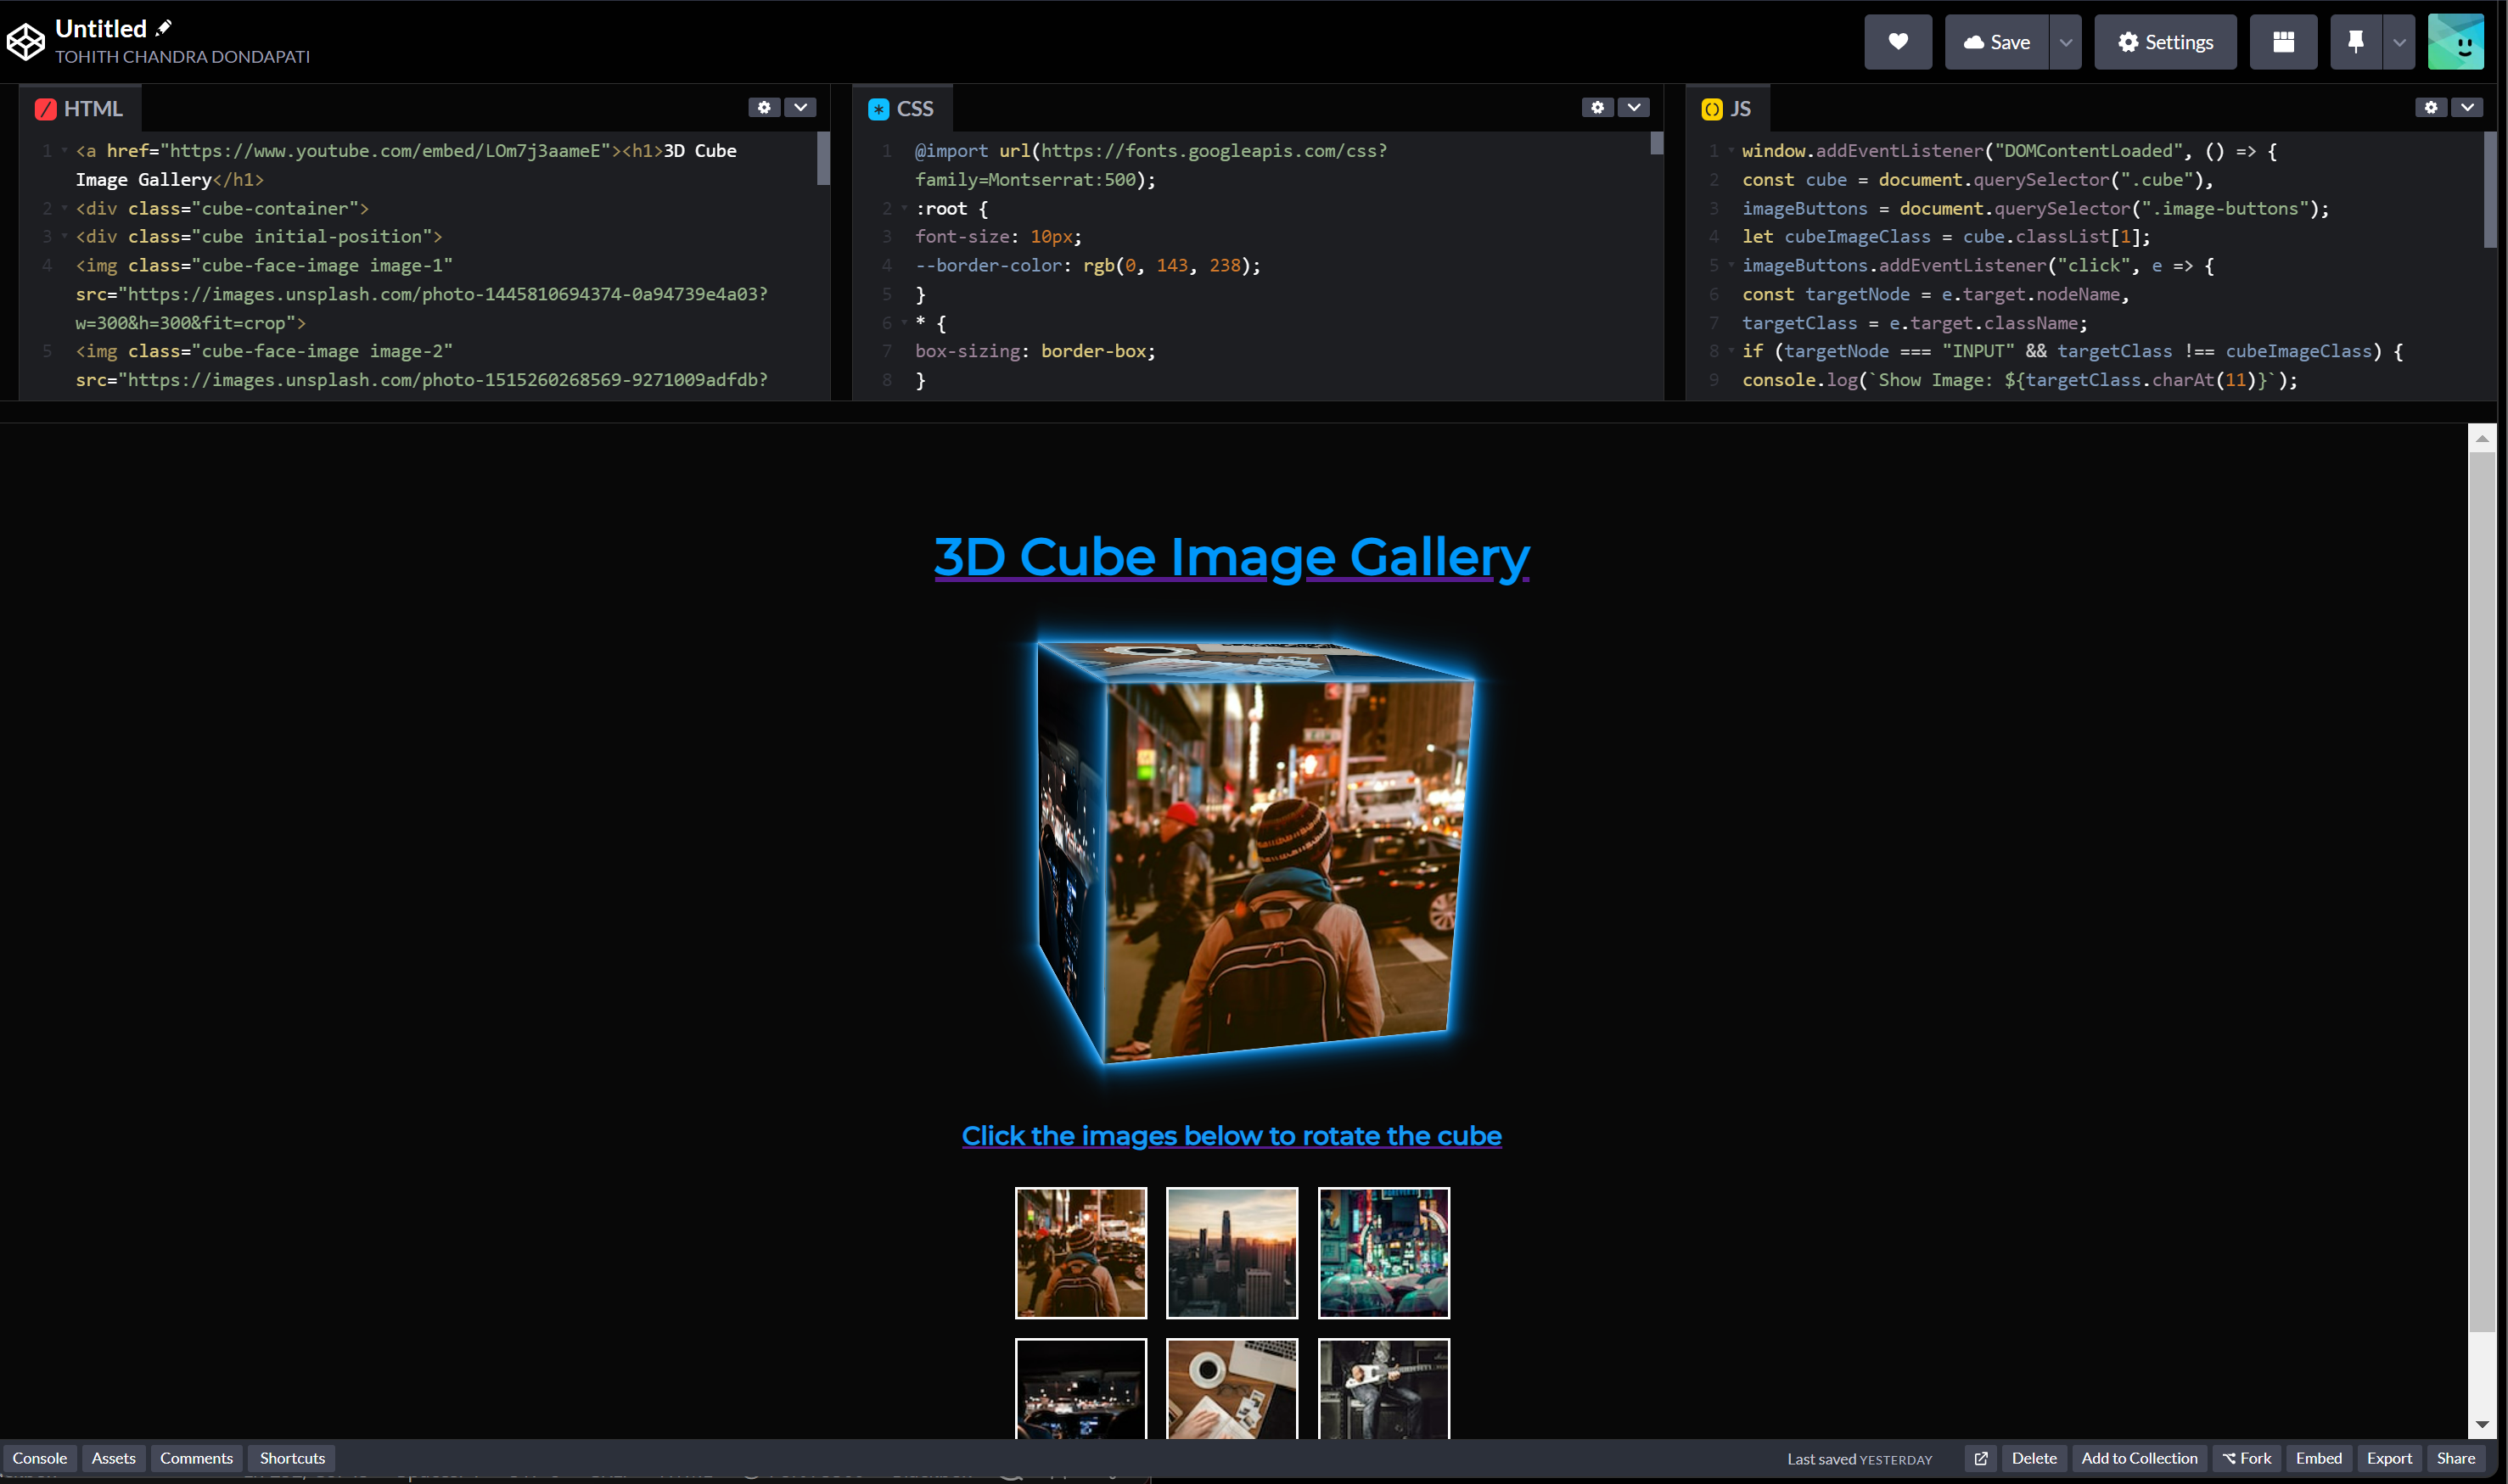 Untitled
TOHITH CHANDRA DONDAPATI
Save
Settings
HTML
1 <a href="https://www.youtube.com/embed/LOm7j3aameE"><h1>3D Cube
Image Gallery</h1>
2 <div class="cube-container">
3 <div class="cube initial-position">
4 <img class="cube-face-image image-1"
src="https://images.unsplash.com/photo-1445810694374-0a94739e4a03?
w=300&h=300&fit=crop">
5 <img class="cube-face-image image-2"
src="https://images.unsplash.com/photo-1515260268569-9271009adfdb?
CSS
1 @import url(https://fonts.googleapis.com/css?
family=Montserrat:500);
2 :root {
3 font-size: 10px;
4 --border-color: rgb(0, 143, 238);
5 }
6 * {
7 box-sizing: border-box;
8 }
JS
1 window.addEventListener("DOMContentLoaded", () => {
2 const cube = document.querySelector(".cube"),
3 imageButtons = document.querySelector(".image-buttons");
4 let cubeImageClass = cube.classList[1];
5 imageButtons.addEventListener("click", e => {
6 const targetNode = e.target.nodeName,
7 targetClass = e.target.className;
8 if (targetNode === "INPUT" && targetClass !== cubeImageClass) {
9 console.log(`Show Image: ${targetClass.charAt(11)}`);
3D Cube Image Gallery
Click the images below to rotate the cube
Console
Assets
Comments
Shortcuts
Last saved YESTERDAY
Delete
Add to Collection
Fork
Embed
Export
Share